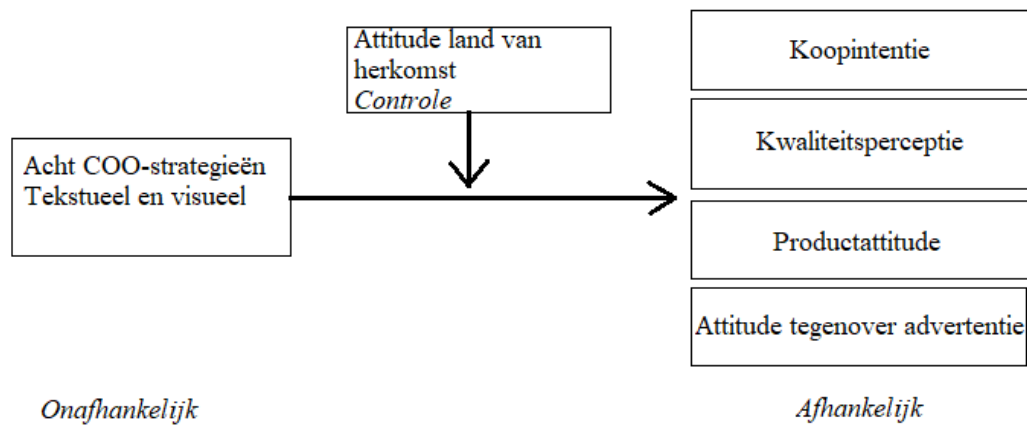 Attitude land van
herkomst
Controle
Acht COO-strategieën
Tekstueel en visueel
Koopintentie
Kwaliteitsperceptie
Productattitude
Attitude tegenover advertentie
Onafhankelijk
Afhankelijk